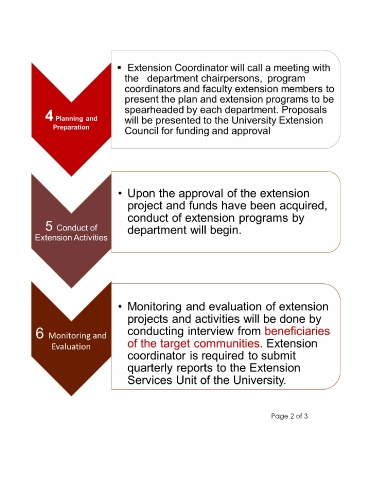 ▪ Extension Coordinator will call a meeting with
the department chairpersons, program
coordinators and faculty extension members to
present the plan and extension programs to be
spearheaded by each department. Proposals
will be presented to the University Extension
Council for funding and approval
4 Planning and
Preparation
• Upon the approval of the extension
project and funds have been acquired,
conduct of extension programs by
department will begin.
5 Conduct of
Extension Activities
• Monitoring and evaluation of extension
projects and activities will be done by
conducting interview from beneficiaries
of the target communities. Extension
coordinator is required to submit
quarterly reports to the Extension
Services Unit of the University.
6 Monitoring and
Evaluation
Page 2 of 3